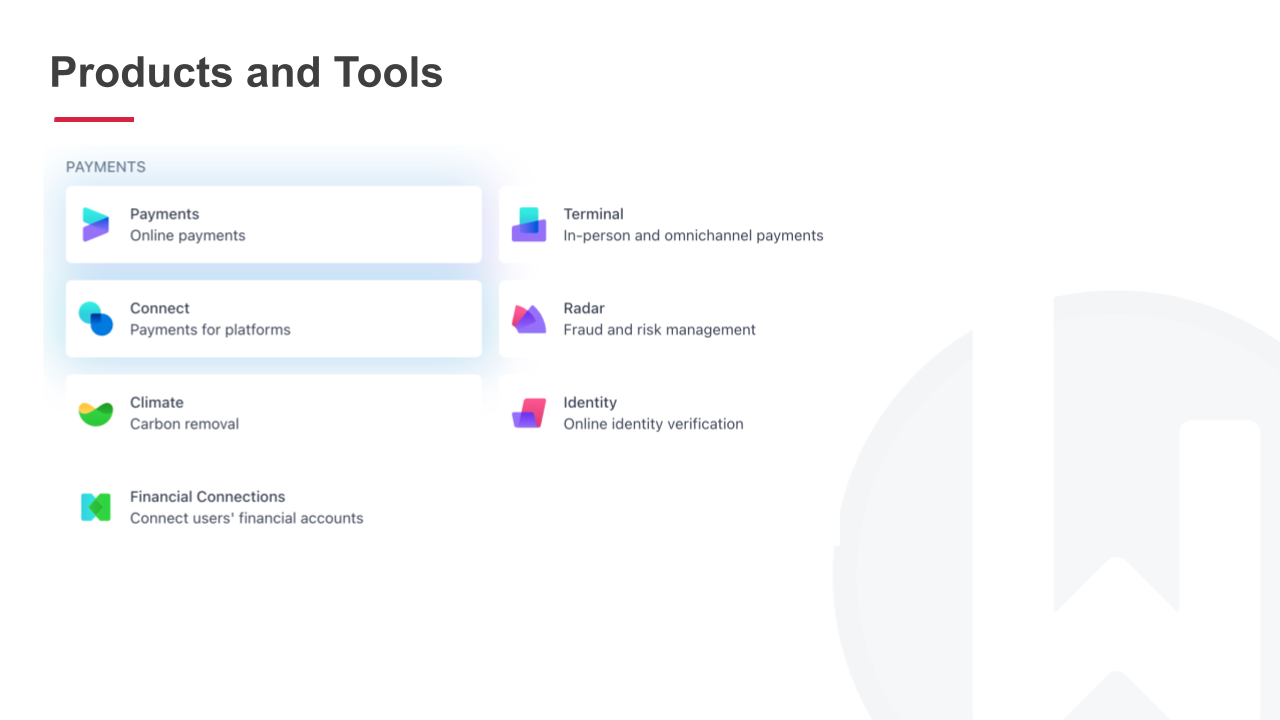 Products and Tools
PAYMENTS
Payments
Online payments
Terminal
In-person and omnichannel payments
Connect
Payments for platforms
Radar
Fraud and risk management
Climate
Carbon removal
Identity
Online identity verification
Financial Connections
Connect users' financial accounts